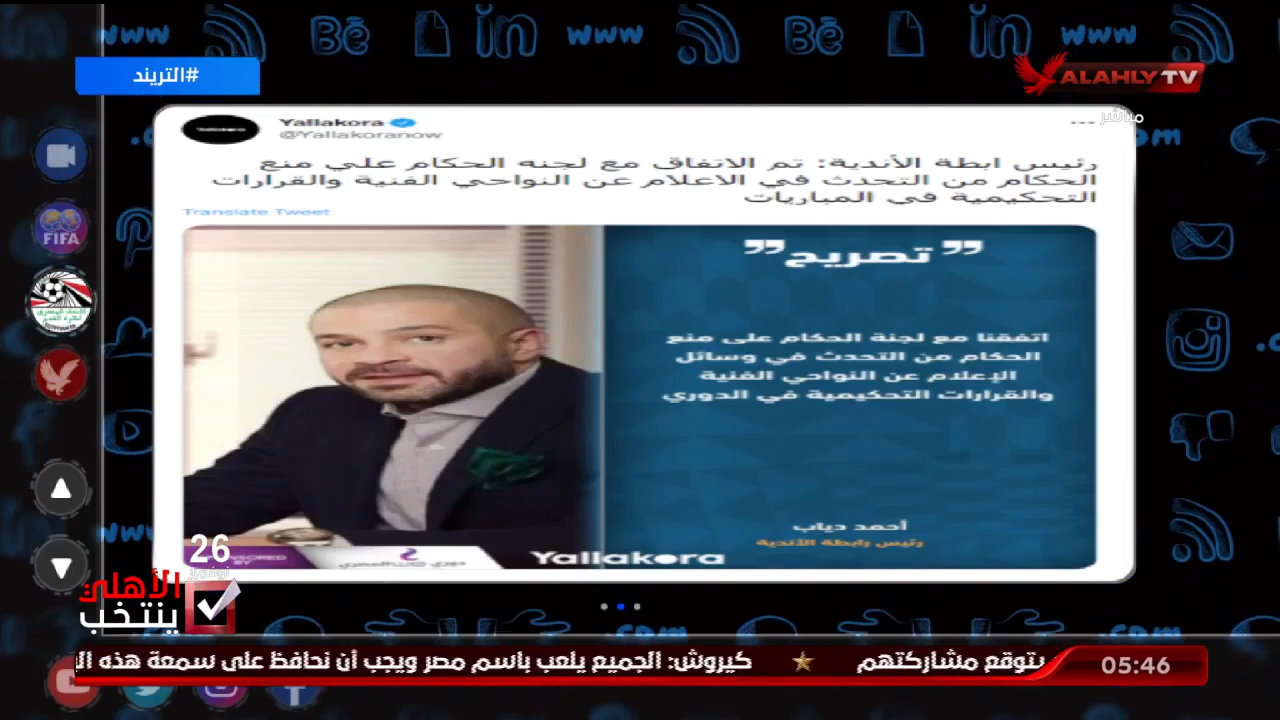 #التريند
ALAHLY TV
مباشر
Yallakora
@Yallakoranow
رئيس ابطة الأندية: تم الاتفاق مع لجنه الحكام علي منع
الحكام من التحدث في الاعلام عن النواحي الفنية والقرارات
التحكيمية في المباريات
Translate Tweet
تصريح
اتفقنا مع لجنة الحكام على منع
الحكام من التحدث في وسائل
الإعلام عن النواحي الفنية
والقرارات التحكيمية في الدوري
أحمد دياب
رئيس رابطة الأندية
Yallakora
FIFA
26
نوفمبر
الأهلي
ينتخب
يتوقع مشاركتهم
كيروش: الجميع يلعب باسم مصر ويجب أن نحافظ على سمعة هذه
05:46